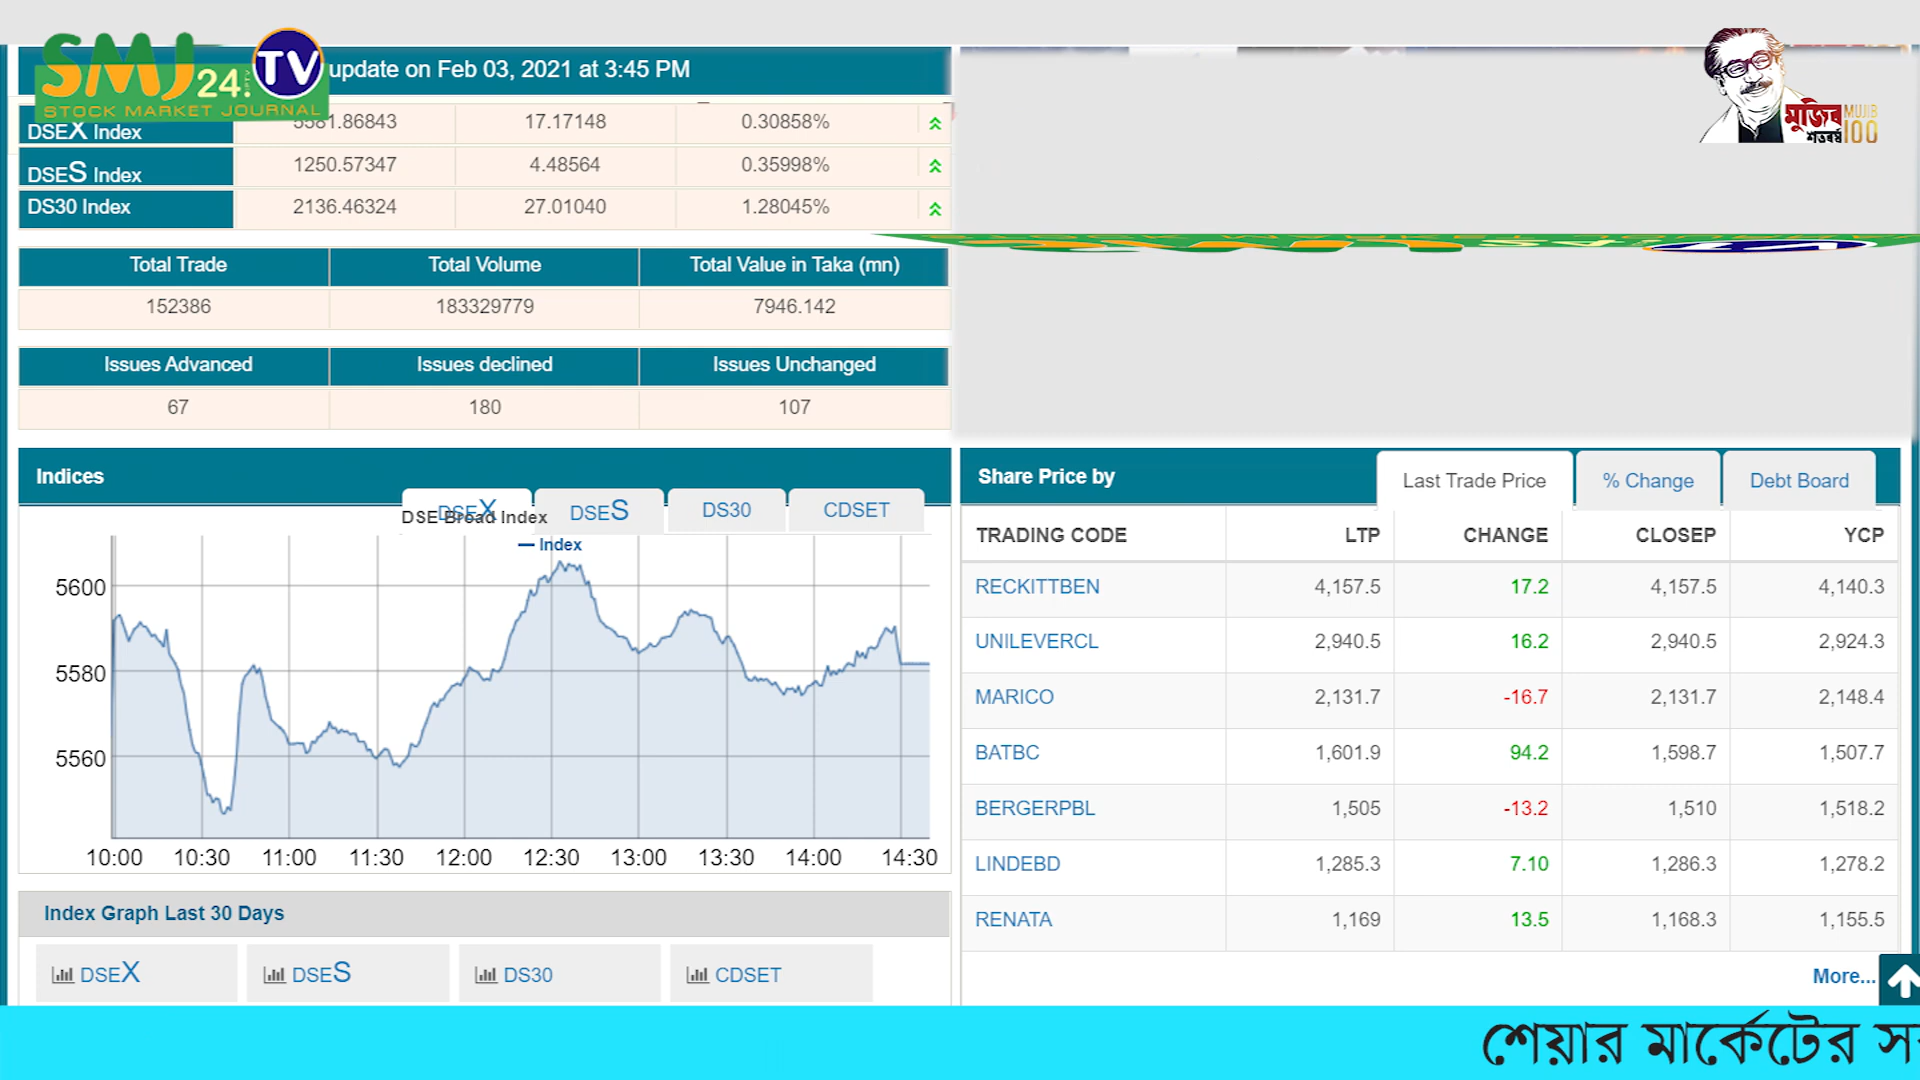 SMJ 24. TV
STOCK MARKET JOURNAL
update on Feb 03, 2021 at 3:45 PM
DSEX Index 5581.86843 17.17148 0.30858%
DSES Index 1250.57347 4.48564 0.35998%
DS30 Index 2136.46324 27.01040 1.28045%
Total Trade Total Volume Total Value in Taka (mn)
152386 183329779 7946.142
Issues Advanced Issues declined Issues Unchanged
67 180 107
Indices
DSEX DSES DS30 CDSET
DSE Broad Index
Index
5600
5580
5560
10:00 10:30 11:00 11:30 12:00 12:30 13:00 13:30 14:00 14:30
Index Graph Last 30 Days
DSEX DSES DS30 CDSET
মুজিব শতবর্ষ MUJIB 100
Share Price by Last Trade Price % Change Debt Board
TRADING CODE LTP CHANGE CLOSEP YCP
RECKITTBEN 4,157.5 17.2 4,157.5 4,140.3
UNILEVERCL 2,940.5 16.2 2,940.5 2,924.3
MARICO 2,131.7 -16.7 2,131.7 2,148.4
BATBC 1,601.9 94.2 1,598.7 1,507.7
BERGERPBL 1,505 -13.2 1,510 1,518.2
LINDEBD 1,285.3 7.10 1,286.3 1,278.2
RENATA 1,169 13.5 1,168.3 1,155.5
More...
শেয়ার মার্কেটের